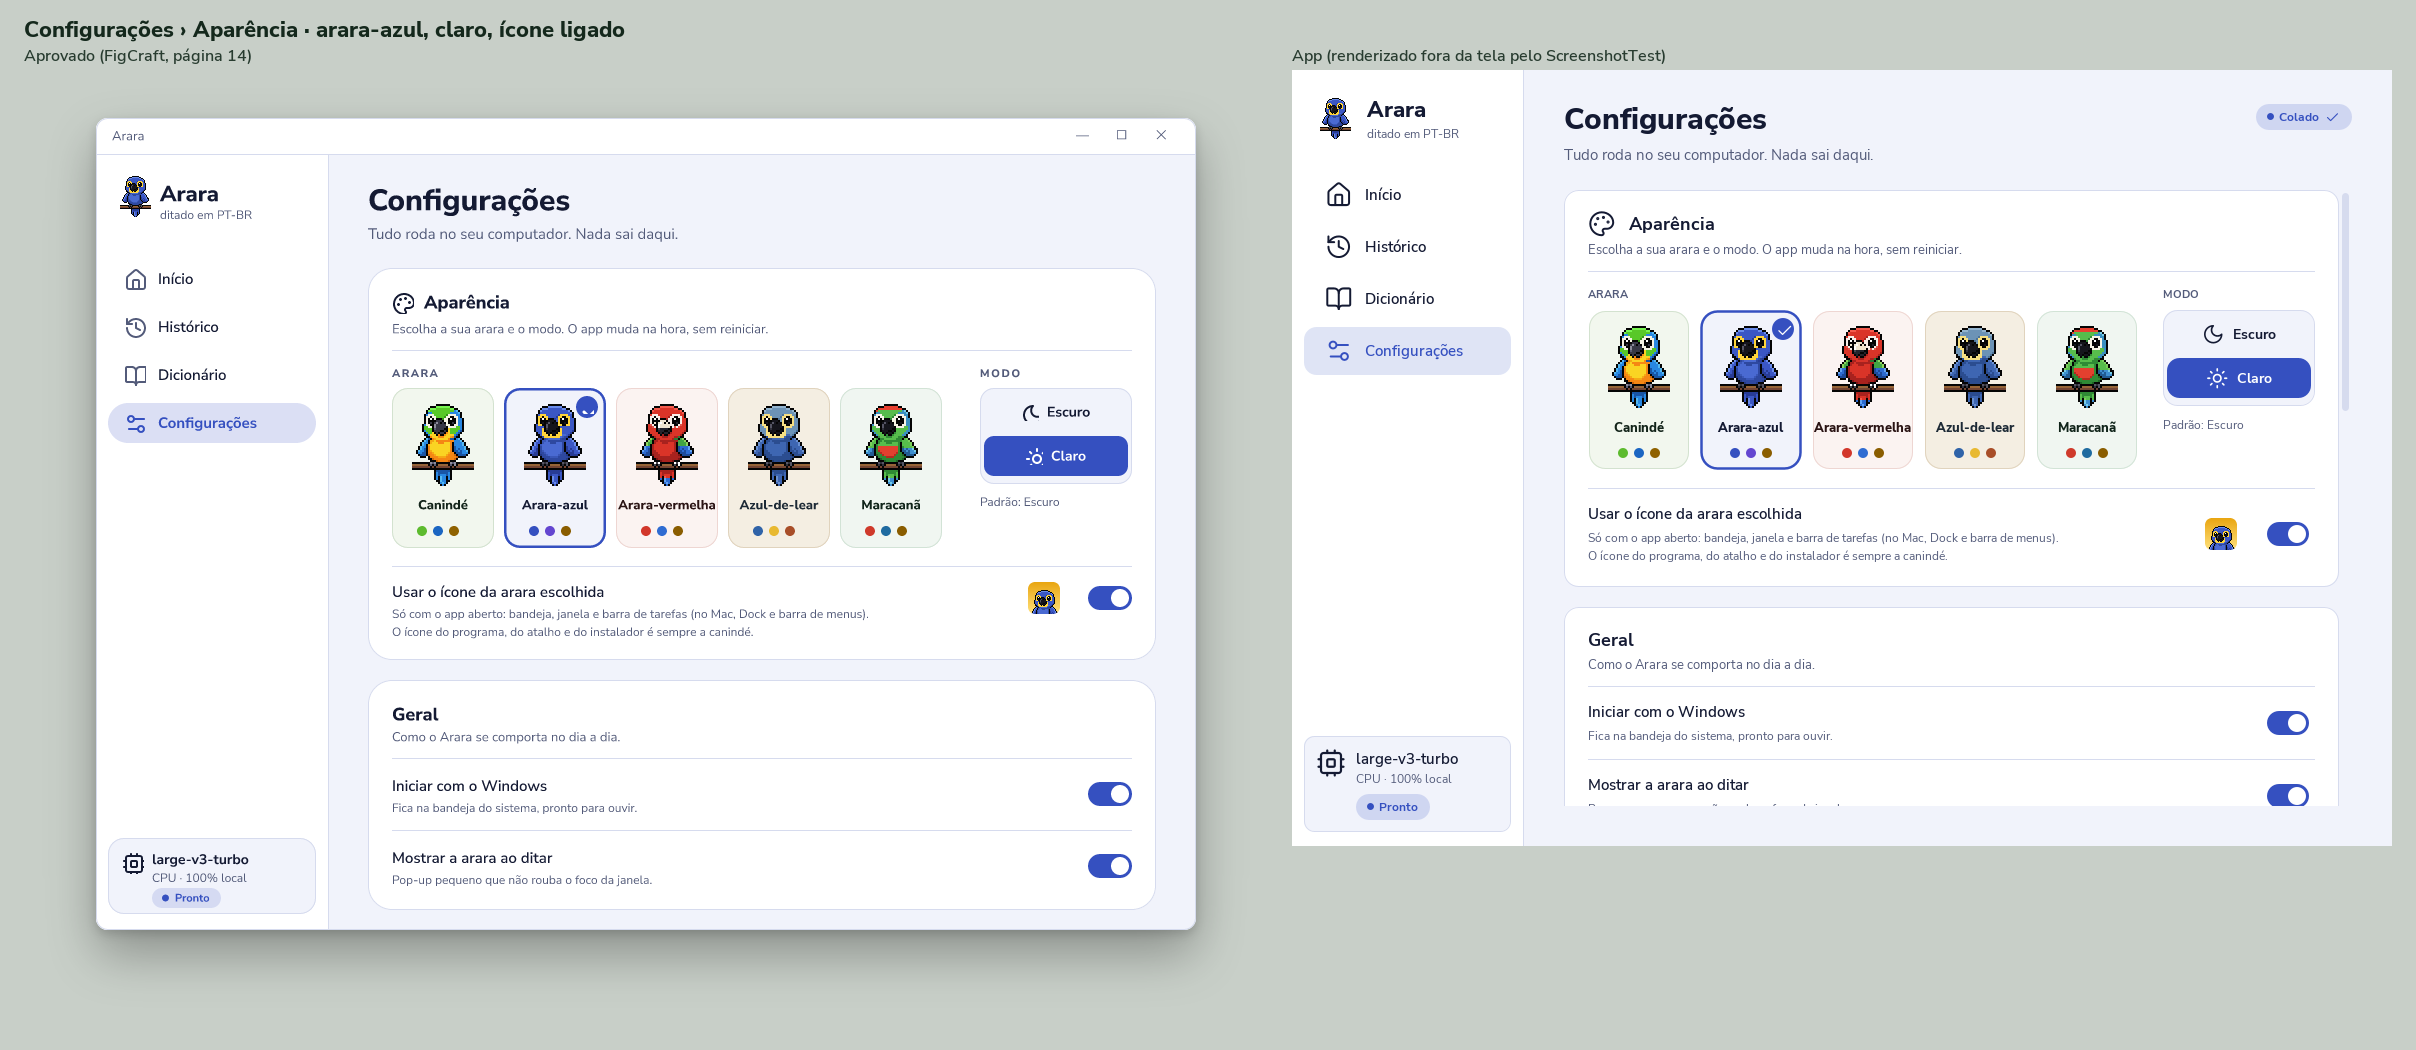 Configurações › Aparência · arara-azul, claro, ícone ligado
Aprovado (FigCraft, página 14)
Arara
Arara
ditado em PT-BR
Início
Histórico
Dicionário
Configurações
large-v3-turbo
CPU · 100% local
Pronto
Configurações
Tudo roda no seu computador. Nada sai daqui.
Aparência
Escolha a sua arara e o modo. O app muda na hora, sem reiniciar.
ARARA
MODO
Canindé
Arara-azul
Arara-vermelha
Azul-de-lear
Maracanã
Escuro
Claro
Padrão: Escuro
Usar o ícone da arara escolhida
Só com o app aberto: bandeja, janela e barra de tarefas (no Mac, Dock e barra de menus).
O ícone do programa, do atalho e do instalador é sempre a canindé.
Geral
Como o Arara se comporta no dia a dia.
Iniciar com o Windows
Fica na bandeja do sistema, pronto para ouvir.
Mostrar a arara ao ditar
Pop-up pequeno que não rouba o foco da janela.
App (renderizado fora da tela pelo ScreenshotTest)
Arara
ditado em PT-BR
Início
Histórico
Dicionário
Configurações
large-v3-turbo
CPU · 100% local
Pronto
Configurações
Colado
Tudo roda no seu computador. Nada sai daqui.
Aparência
Escolha a sua arara e o modo. O app muda na hora, sem reiniciar.
ARARA
MODO
Canindé
Arara-azul
Arara-vermelha
Azul-de-lear
Maracanã
Escuro
Claro
Padrão: Escuro
Usar o ícone da arara escolhida
Só com o app aberto: bandeja, janela e barra de tarefas (no Mac, Dock e barra de menus).
O ícone do programa, do atalho e do instalador é sempre a canindé.
Geral
Como o Arara se comporta no dia a dia.
Iniciar com o Windows
Fica na bandeja do sistema, pronto para ouvir.
Mostrar a arara ao ditar